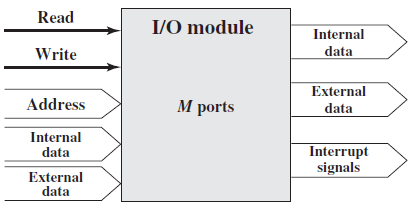 Read
Write
Address
Internal
data
External
data
I/O module
M ports
Internal
data
External
data
Interrupt
signals